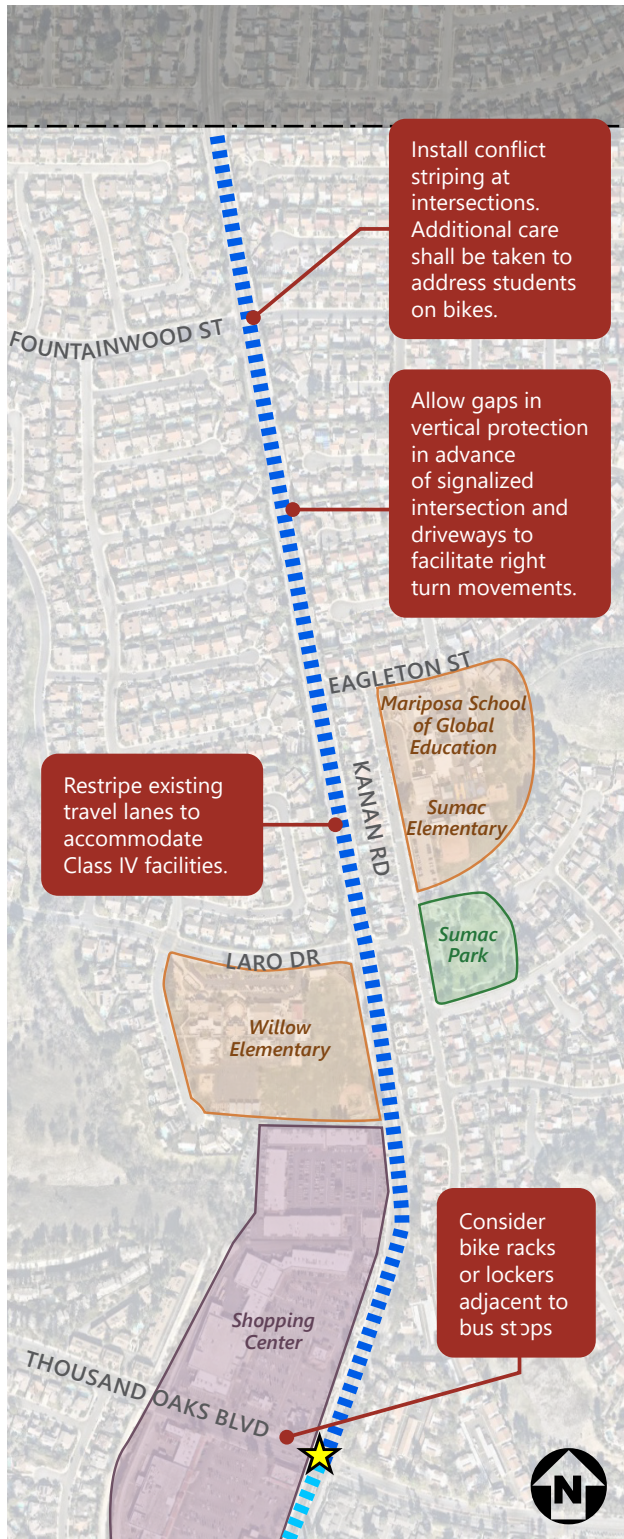 Install conflict
striping at
intersections.
Additional care
shall be taken to
address students
on bikes.
FOUNTAINWOOD ST
Allow gaps in
vertical protection
in advance
of signalized
intersection and
driveways to
facilitate right
turn movements.
EAGLETON ST
Mariposa School
of Global
Education
Sumac
Elementary
KANAN RD
Restripe existing
travel lanes to
accommodate
Class IV facilities.
Sumac
Park
LARO DR
Willow
Elementary
Consider
bike racks
or lockers
adjacent to
bus stops
Shopping
Center
THOUSAND OAKS BLVD
N